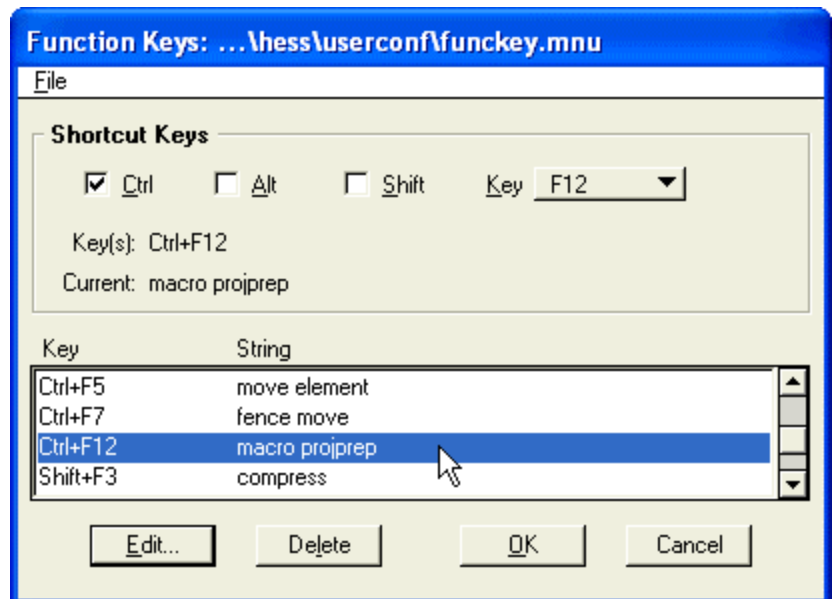 Function Keys: ...\hess\userconf\funckey.mnu
File
Shortcut Keys
Ctrl Alt Shift Key F12
Key(s): Ctrl+F12
Current: macro projprep
Key String
Ctrl+F5 move element
Ctrl+F7 fence move
Ctrl+F12 macro projprep
Shift+F3 compress
Edit... Delete OK Cancel